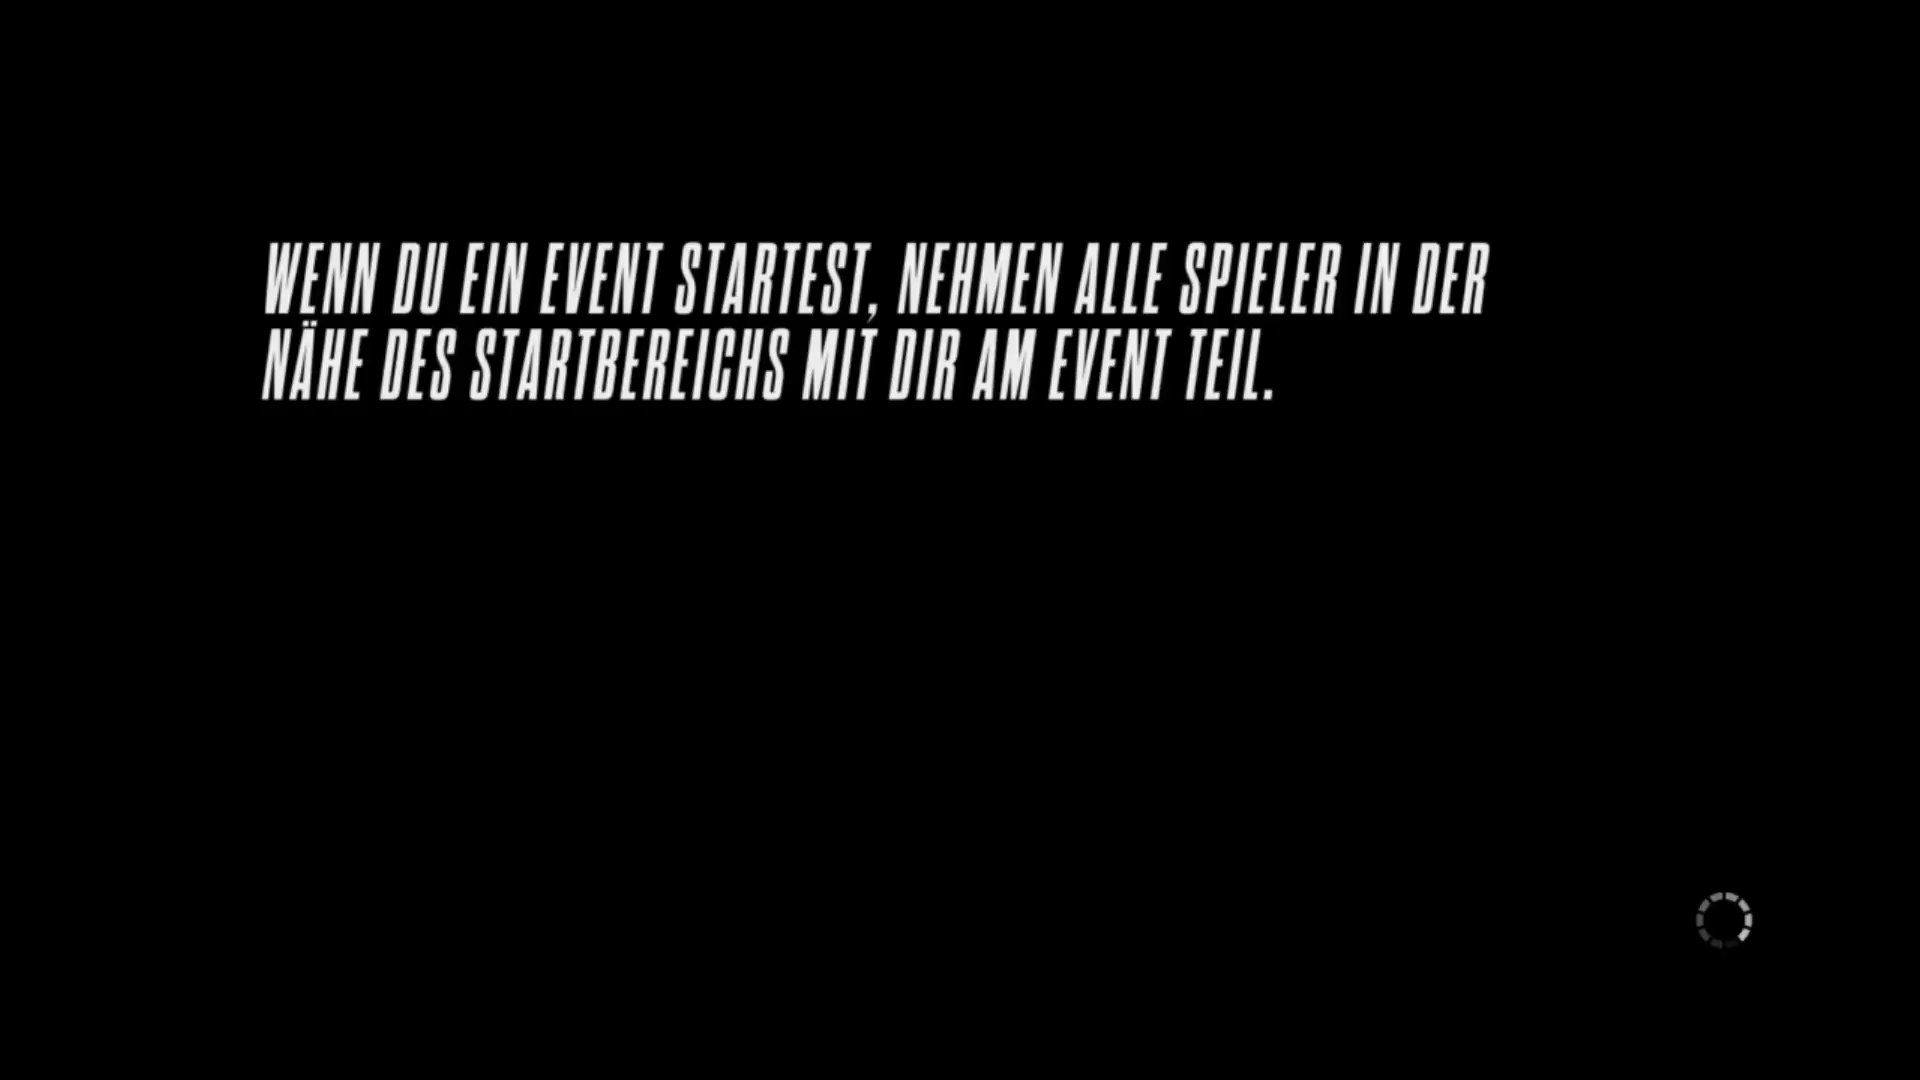 WENN DU EIN EVENT STARTEST, NEHMEN ALLE SPIELER IN DER
NÄHE DES STARTBEREICHS MIT DIR AM EVENT TEIL.